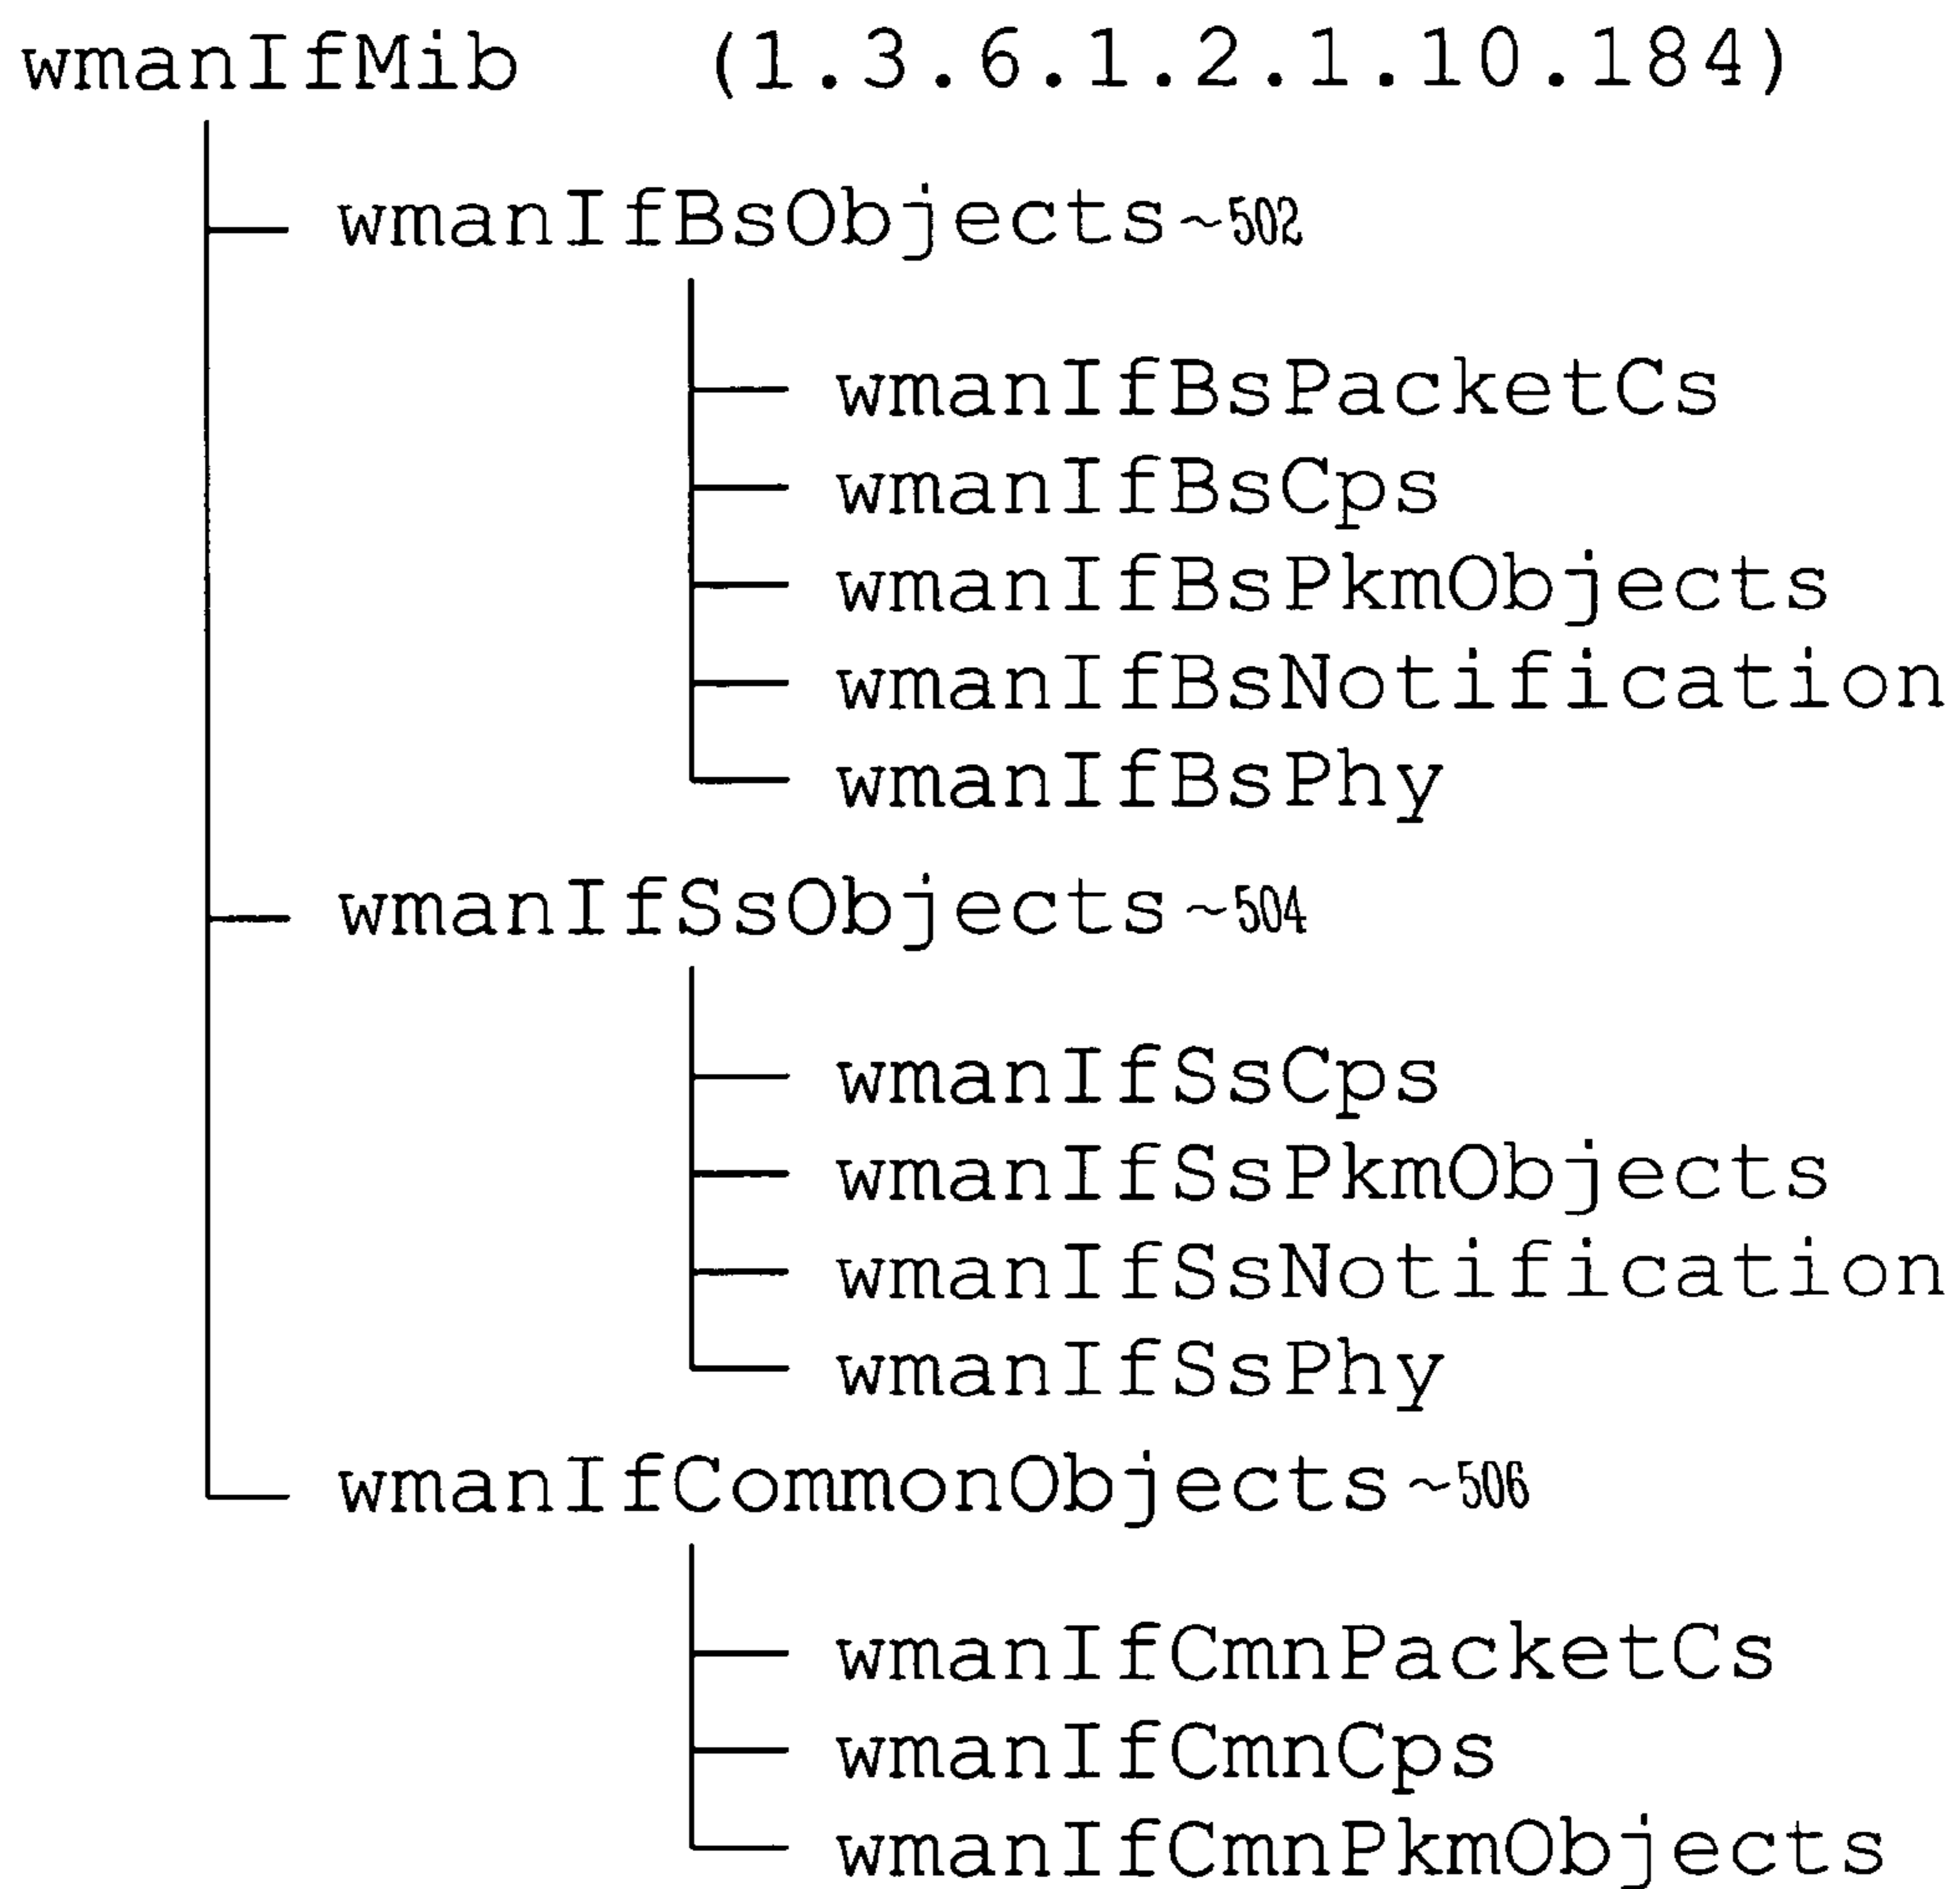 wmanIfMib (1.3.6.1.2.1.10.184)
wmanIfBsObjects ~502
wmanIfBsPacketCs
wmanIfBsCps
wmanIfBsPkmObjects
wmanIfBsNotification
wmanIfBsPhy
wmanIfSsObjects ~504
wmanIfSsCps
wmanIfSsPkmObjects
wmanIfSsNotification
wmanIfSsPhy
wmanIfCommonObjects ~506
wmanIfCmnPacketCs
wmanIfCmnCps
wmanIfCmnPkmObjects